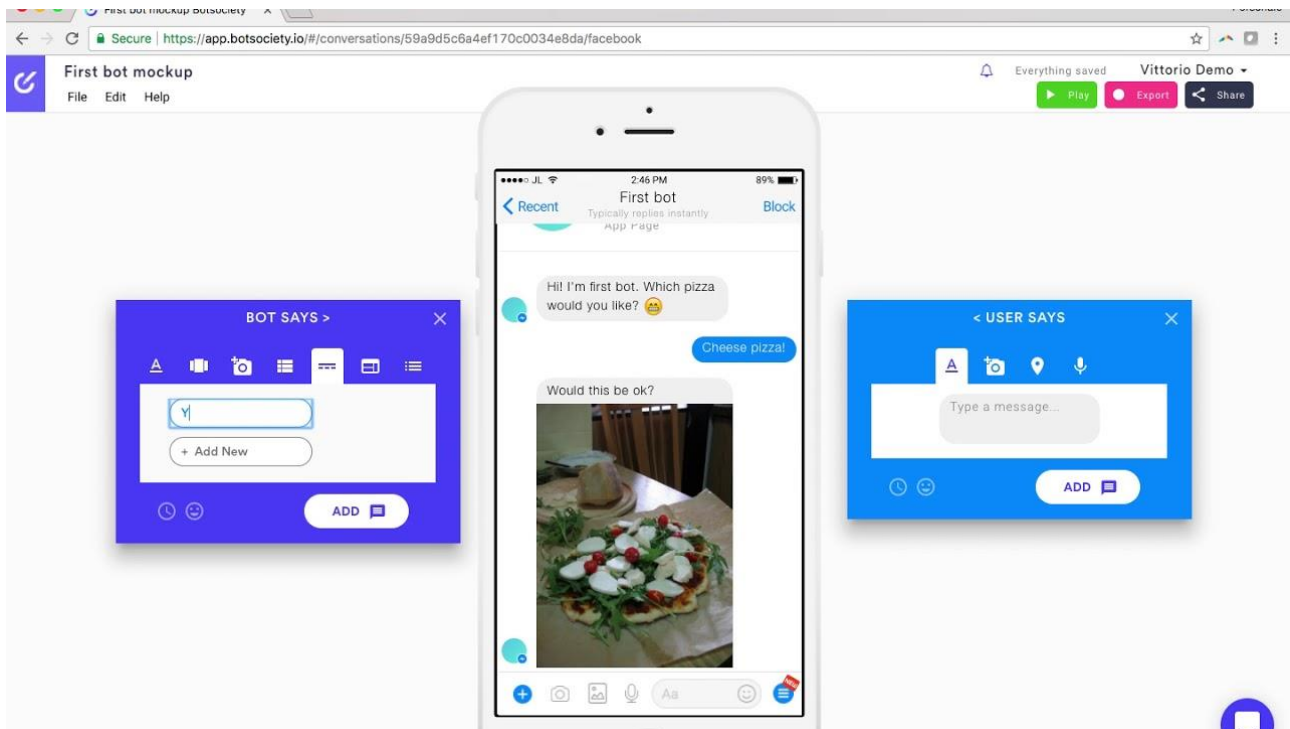 First bot mockup Botsociety
Secure | https://app.botsociety.io/#/conversations/59a9d5c6a4ef170c0034e8da/facebook
First bot mockup
File Edit Help
Everything saved
Vittorio Demo
Play
Export
Share
JL
2:46 PM
89%
Recent
First bot
Typically replies instantly
Block
App Page
Hi! I'm first bot. Which pizza
would you like?
Cheese pizza!
Would this be ok?
Aa
NEW
BOT SAYS >
A
Y
+ Add New
ADD
< USER SAYS
A
Type a message...
ADD